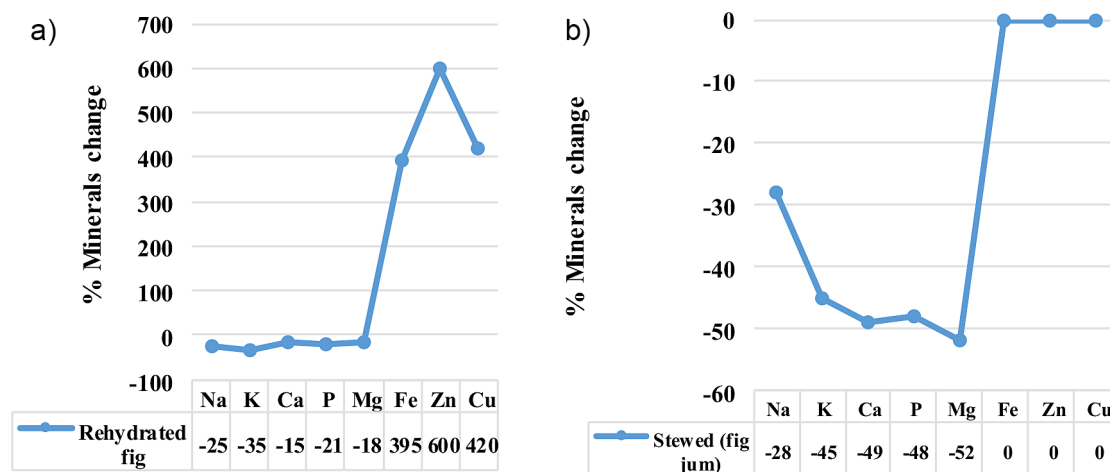 a)
% Minerals change
700
600
500
400
300
200
100
0
-100
Na K Ca P Mg Fe Zn Cu
Rehydrated fig -25 -35 -15 -21 -18 395 600 420
b)
% Minerals change
0
-10
-20
-30
-40
-50
-60
Na K Ca P Mg Fe Zn Cu
Stewed (fig jum) -28 -45 -49 -48 -52 0 0 0